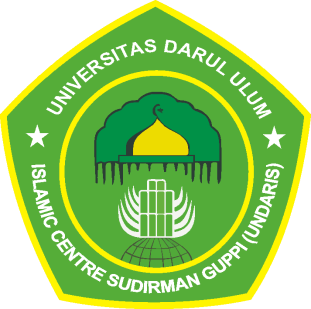 UNIVERSITAS DARUL ULUM
ISLAMIC CENTRE SUDIRMAN GUPPI (UNDARIS)